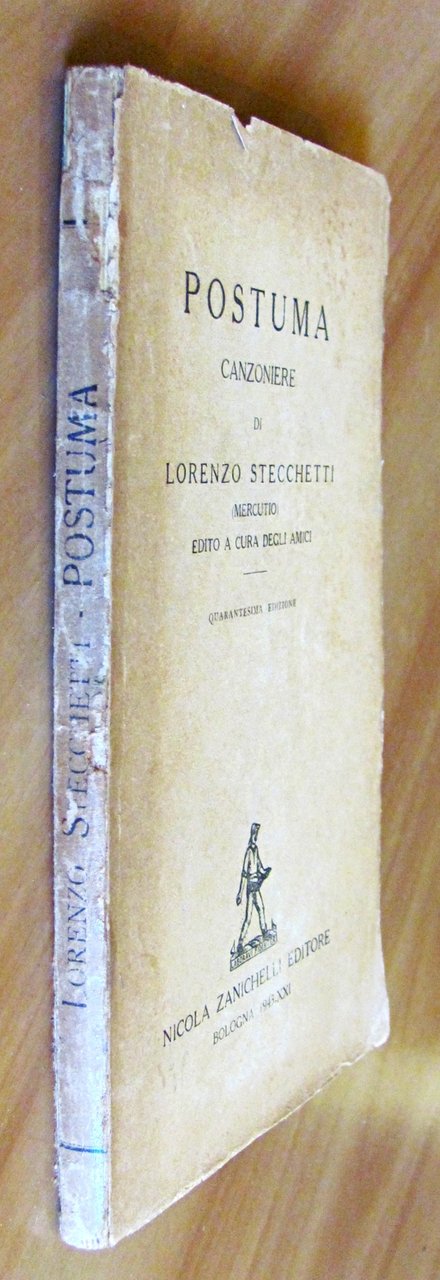 LORENZO STECCHETTI - POSTUMA
POSTUMA
CANZONIERE
DI
LORENZO STECCHETTI
(MERCUTIO)
EDITO A CURA DEGLI AMICI
QUARANTESIMA EDIZIONE
NICOLA ZANICHELLI EDITORE
BOLOGNA 1943-XXI